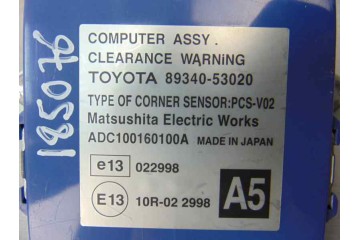 COMPUTER ASSY.
CLEARANCE WARNING
TOYOTA 89340-53020
TYPE OF CORNER SENSOR:PCS-V02
Matsushita Electric Works
ADC100160100A MADE IN JAPAN
e13 022998
E13 10R-02 2998
A5
185076